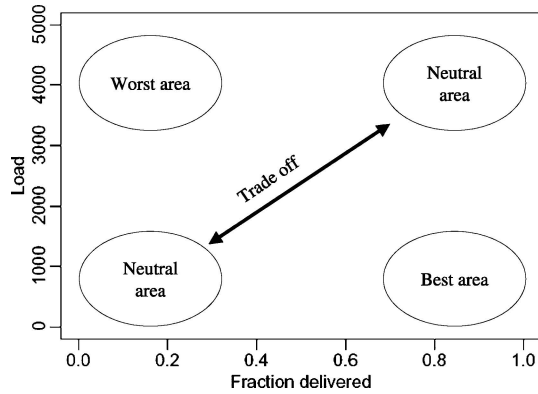 5000
4000
3000
2000
1000
0
Load
Worst area
Neutral
area
Trade off
Neutral
area
Best area
0.0 0.2 0.4 0.6 0.8 1.0
Fraction delivered